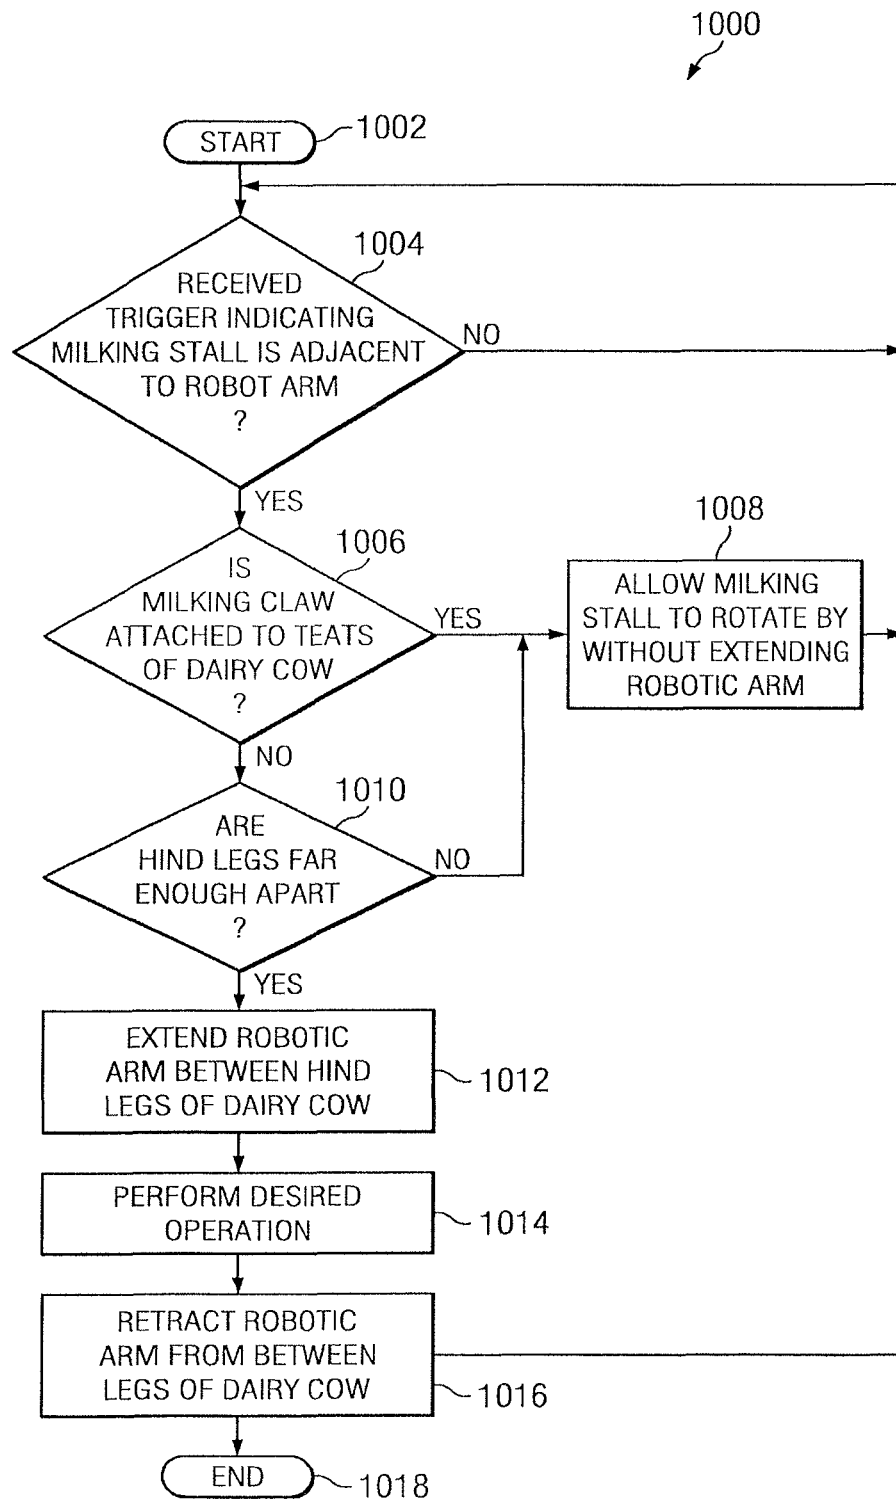 1000
START
1002
1004
RECEIVED
TRIGGER INDICATING
MILKING STALL IS ADJACENT
TO ROBOT ARM
?
NO
YES
1006
IS
MILKING CLAW
ATTACHED TO TEATS
OF DAIRY COW
?
YES
1008
ALLOW MILKING
STALL TO ROTATE BY
WITHOUT EXTENDING
ROBOTIC ARM
NO
1010
ARE
HIND LEGS FAR
ENOUGH APART
?
NO
YES
EXTEND ROBOTIC
ARM BETWEEN HIND
LEGS OF DAIRY COW
1012
PERFORM DESIRED
OPERATION
1014
RETRACT ROBOTIC
ARM FROM BETWEEN
LEGS OF DAIRY COW
1016
END
1018